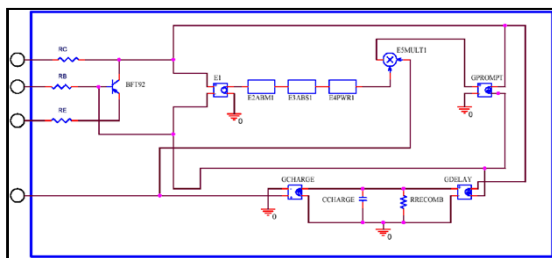 RC
RB
RE
BFT92
E1
0
E2ABM1
E3ABS1
E4PWR1
E5MULT1
GPROMPT
0
GCHARGE
0
CCHARGE
RRECOMB
GDELAY
0